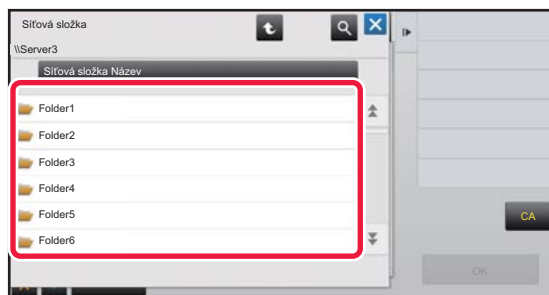 Síťová složka
\\Server3
Síťová složka Název
Folder1
Folder2
Folder3
Folder4
Folder5
Folder6
CA
OK